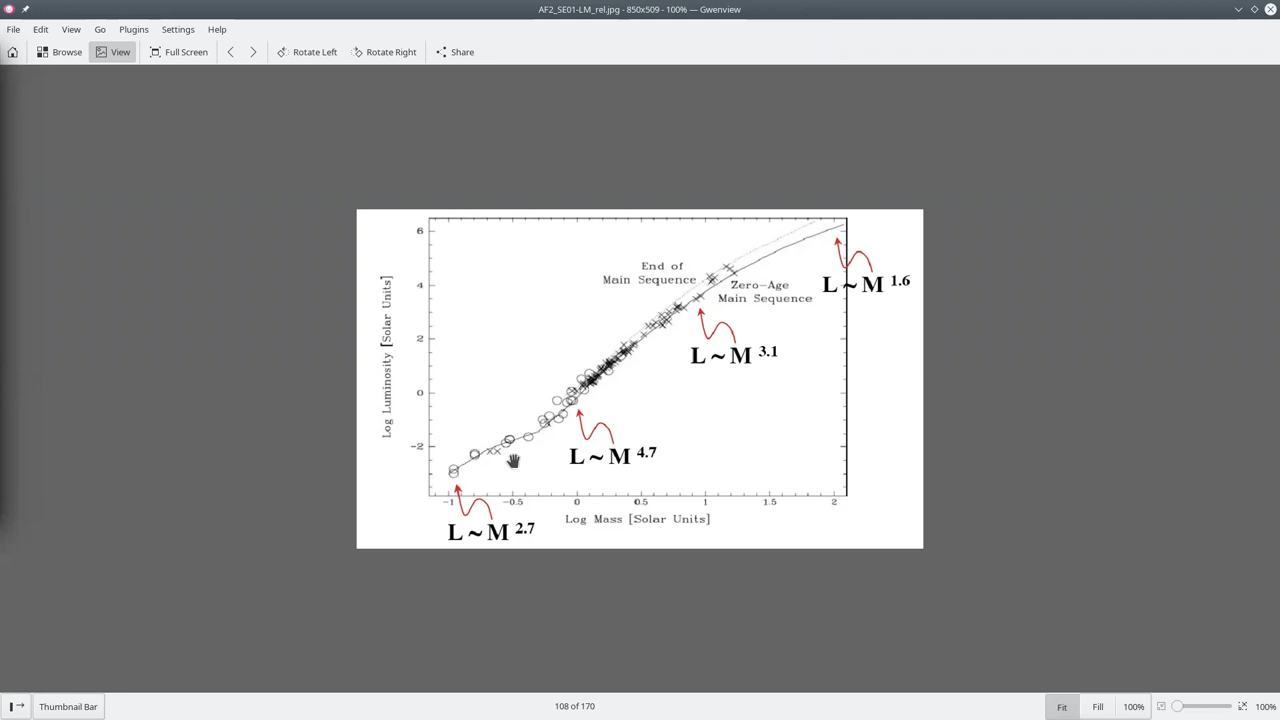 AF2_SE01-LM_rel.jpg - 850x509 - 100% — Gwenview
File Edit View Go Plugins Settings Help
Browse View Full Screen Rotate Left Rotate Right Share
6
4
2
0
-2
Log Luminosity [Solar Units]
End of
Main Sequence
Zero-Age
Main Sequence
L ~ M 1.6
L ~ M 3.1
L ~ M 4.7
L ~ M 2.7
-1 -0.5 0 0.5 1 1.5 2
Log Mass [Solar Units]
Thumbnail Bar 108 of 170 Fit Fill 100% 100%